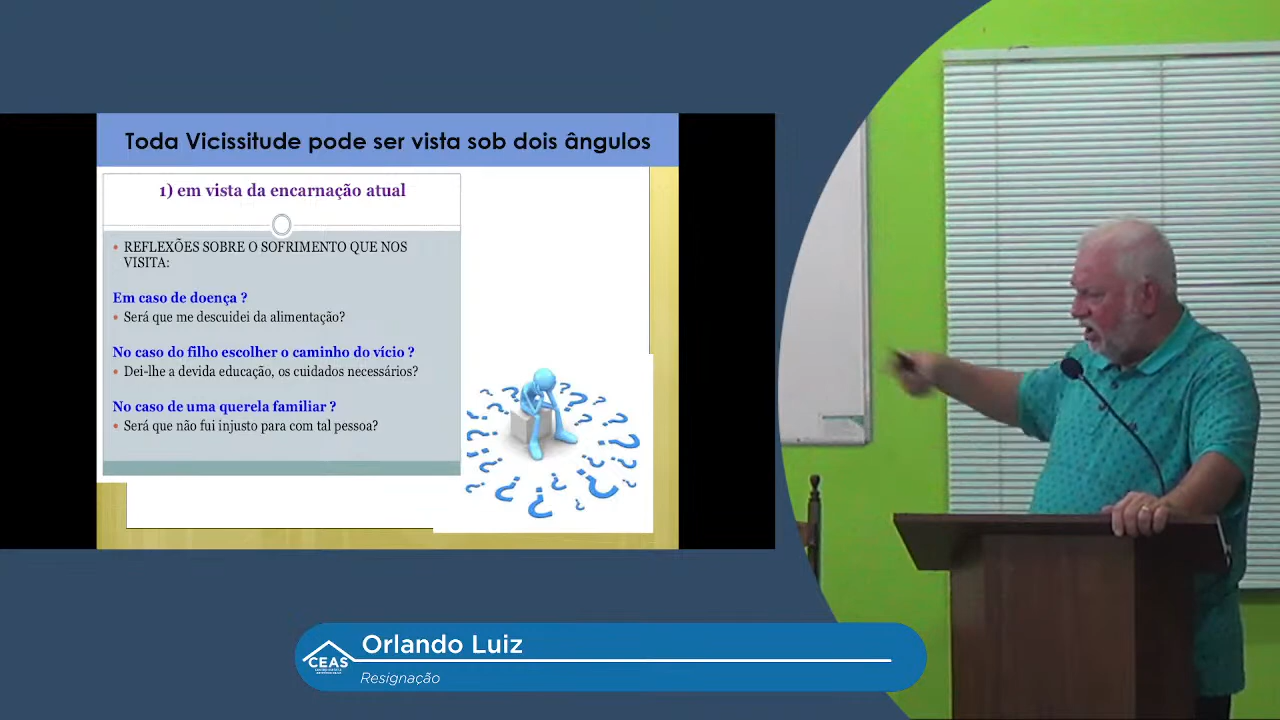 Toda Vicissitude pode ser vista sob dois ângulos
1) em vista da encarnação atual
• REFLEXÕES SOBRE O SOFRIMENTO QUE NOS
VISITA:
Em caso de doença ?
• Será que me descuidei da alimentação?
No caso do filho escolher o caminho do vício ?
• Dei-lhe a devida educação, os cuidados necessários?
No caso de uma querela familiar ?
• Será que não fui injusto para com tal pessoa?
Orlando Luiz
CEAS
Resignação